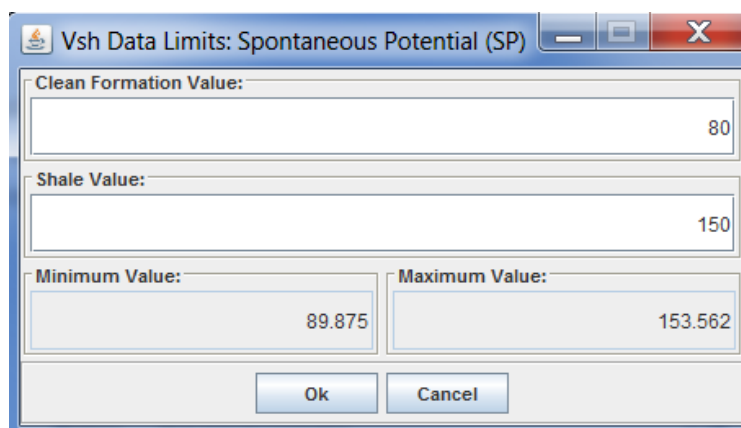 Vsh Data Limits: Spontaneous Potential (SP)
Clean Formation Value:
80
Shale Value:
150
Minimum Value: Maximum Value:
89.875 153.562
Ok Cancel